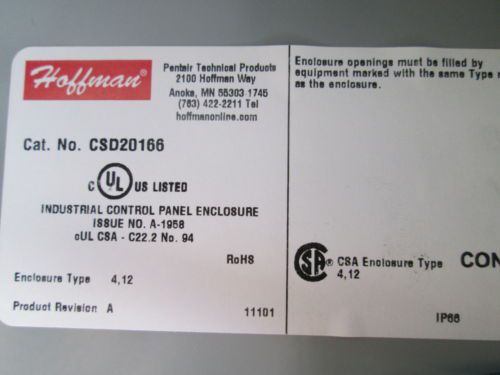 Hoffman®
Pentair Technical Products
2100 Hoffman Way
Anoka, MN 55303 1745
(763) 422-2211 Tel
hoffmanonline.com
Cat. No. CSD20166
C UL US LISTED
INDUSTRIAL CONTROL PANEL ENCLOSURE
ISSUE NO. A-1958
cUL CSA - C22.2 No. 94
RoHS
Enclosure Type 4,12
Product Revision A
11101
Enclosure openings must be filled by
equipment marked with the same Type
as the enclosure.
SA® CSA Enclosure Type
4,12
CON
IP66